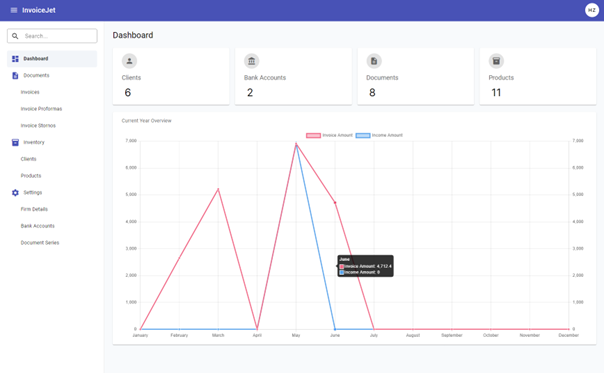 InvoiceJet
HZ
Search...
Dashboard
Documents
Invoices
Invoice Proformas
Invoice Stornos
Inventory
Clients
Products
Settings
Firm Details
Bank Accounts
Document Series
Dashboard
Clients
6
Bank Accounts
2
Documents
8
Products
11
Current Year Overview
Invoice Amount Income Amount
7,000 7,000
6,000 6,000
5,000 5,000
4,000 4,000
3,000 3,000
2,000 2,000
1,000 1,000
0 0
June
Invoice Amount: 4,712.4
Income Amount: 0
January February March April May June July August September October November December